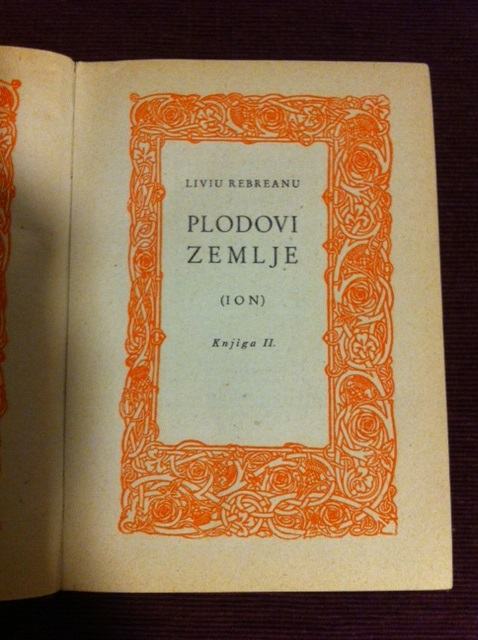 LIVIU REBREANU
PLODOVI
ZEMLJE
(ION)
Knjiga II.